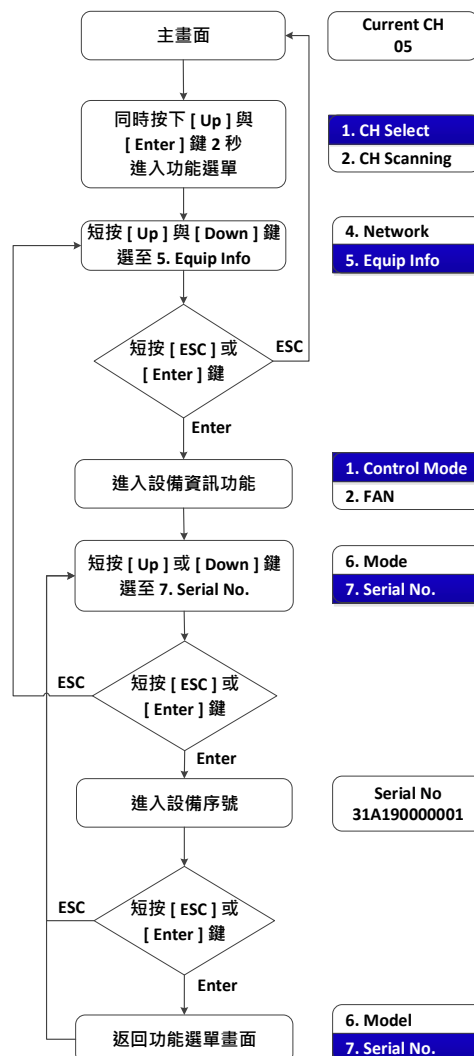 主畫面
Current CH
05
同時按下 [ Up ] 與
[ Enter ] 鍵 2 秒
進入功能選單
1. CH Select
2. CH Scanning
短按 [ Up ] 與 [ Down ] 鍵
選至 5. Equip Info
4. Network
5. Equip Info
短按 [ ESC ] 或
[ Enter ] 鍵
ESC
Enter
進入設備資訊功能
1. Control Mode
2. FAN
短按 [ Up ] 或 [ Down ] 鍵
選至 7. Serial No.
6. Mode
7. Serial No.
ESC
短按 [ ESC ] 或
[ Enter ] 鍵
Enter
進入設備序號
Serial No
31A190000001
ESC
短按 [ ESC ] 或
[ Enter ] 鍵
Enter
返回功能選單畫面
6. Model
7. Serial No.